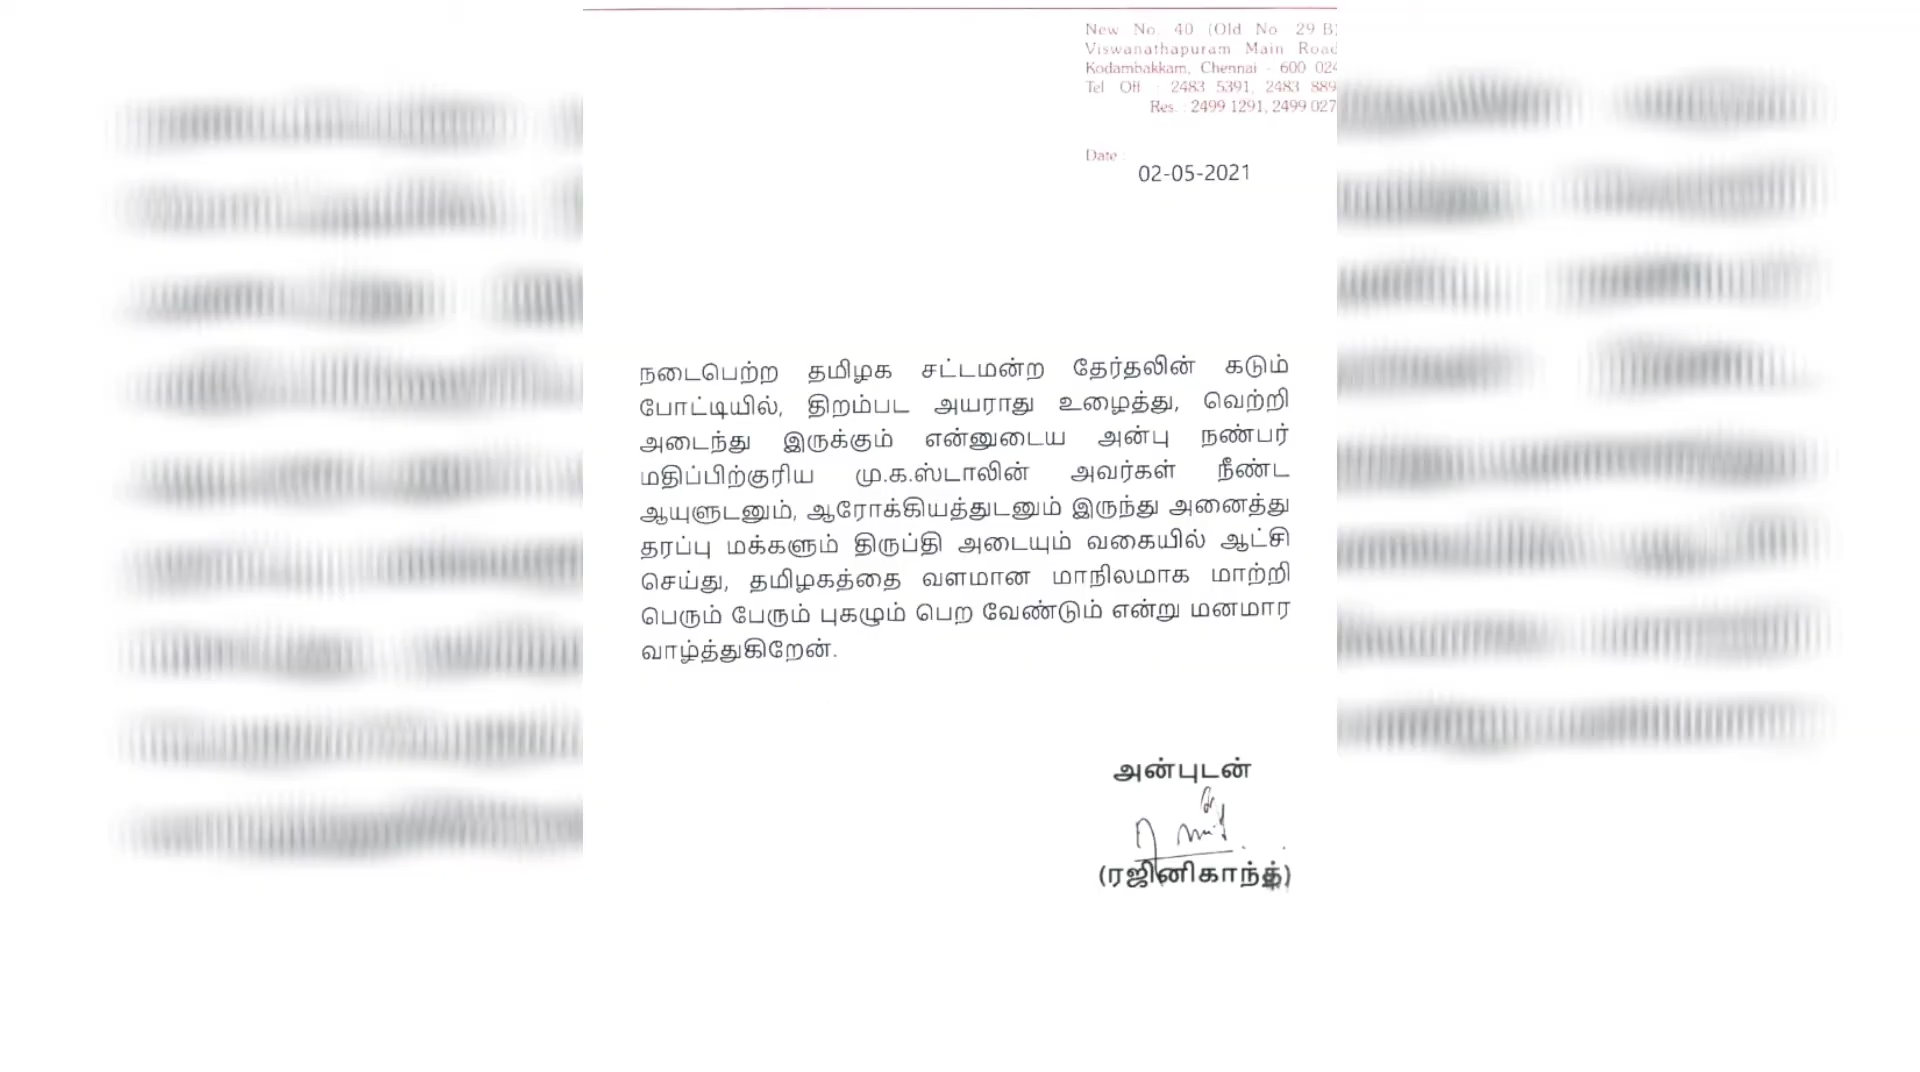 New No. 40 (Old No 29 B)
Viswanathapuram Main Road
Kodambakkam, Chennai - 600 024
Tel Off : 2483 5391, 2483 889
Res. : 2499 1291, 2499 027
Date :
02-05-2021
நடைபெற்ற தமிழக சட்டமன்ற தேர்தலின் கடும்
போட்டியில், திறம்பட அயராது உழைத்து, வெற்றி
அடைந்து இருக்கும் என்னுடைய அன்பு நண்பர்
மதிப்பிற்குரிய மு.க.ஸ்டாலின் அவர்கள் நீண்ட
ஆயுளுடனும், ஆரோக்கியத்துடனும் இருந்து அனைத்து
தரப்பு மக்களும் திருப்தி அடையும் வகையில் ஆட்சி
செய்து, தமிழகத்தை வளமான மாநிலமாக மாற்றி
பெரும் பேரும் புகழும் பெற வேண்டும் என்று மனமார
வாழ்த்துகிறேன்.
அன்புடன்
(ரஜினிகாந்த்)